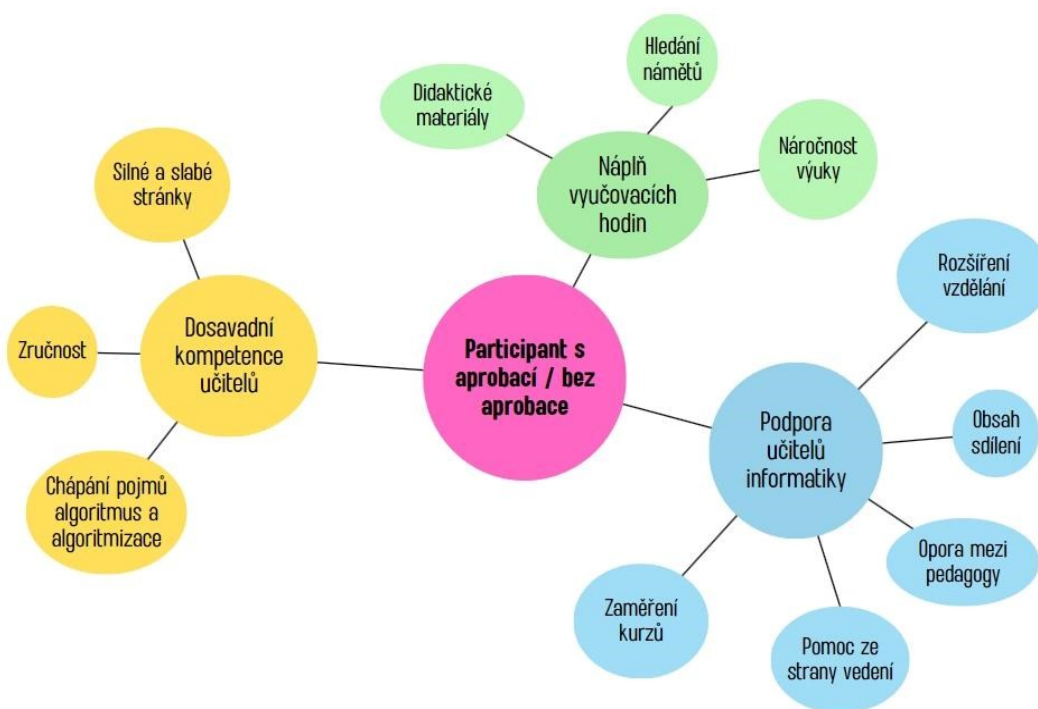 Hledání
námětů
Didaktické
materiály
Náročnost
výuky
Náplň
vyučovacích
hodin
Silné a slabé
stránky
Rozšíření
vzdělání
Zručnost
Dosavadní
kompetence
učitelů
Participant s
aprobací / bez
aprobace
Podpora
učitelů
informatiky
Obsah
sdílení
Chápání pojmů
algoritmus a
algoritmizace
Opora mezi
pedagogy
Zaměření
kurzů
Pomoc ze
strany vedení